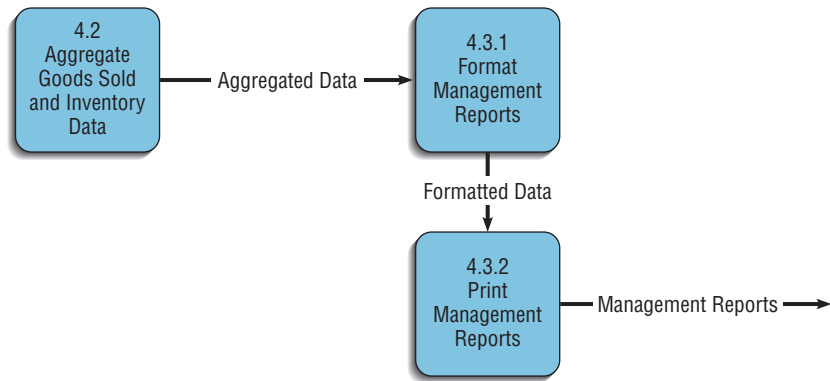 4.2
Aggregate
Goods Sold
and Inventory
Data
Aggregated Data
4.3.1
Format
Management
Reports
Formatted Data
4.3.2
Print
Management
Reports
Management Reports